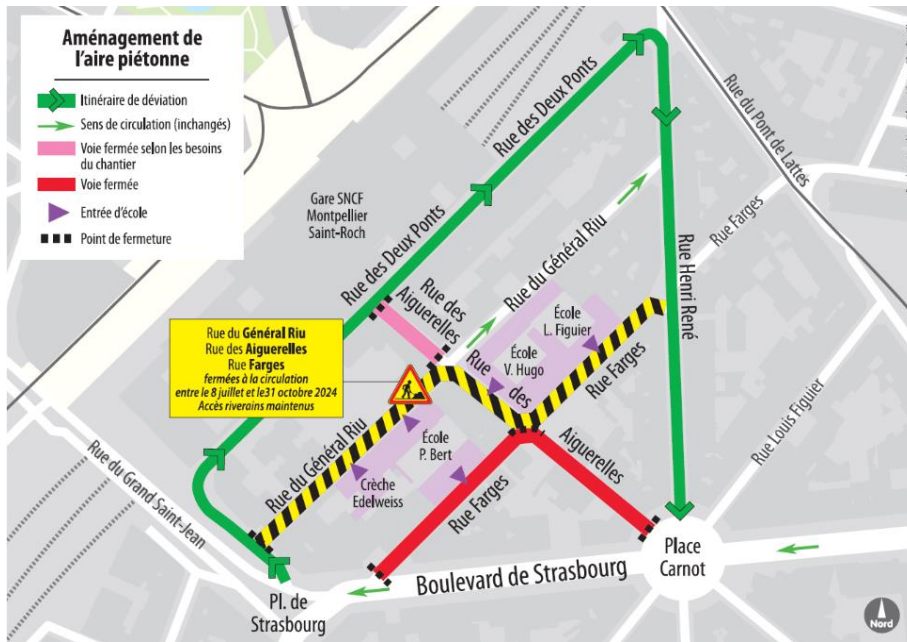 Aménagement de
l'aire piétonne
Itinéraire de déviation
Sens de circulation (inchangés)
Voie fermée selon les besoins
du chantier
Voie fermée
Entrée d'école
Point de fermeture
Rue des Deux Ponts
Rue du Pont de Lattes
Gare SNCF
Montpellier
Saint-Roch
Rue des Deux Ponts
Rue du Général Riu
Rue Farges
Rue Henri René
Rue des
Aiguerelles
École
L. Figuier
École
V. Hugo
Rue des
Rue Farges
Rue du Général Riu
Rue des Aiguerelles
Rue Farges
fermées à la circulation
entre le 8 juillet et le31 octobre 2024
Accès riverains maintenus
Rue du Général Riu
École
P. Bert
Crèche
Edelweiss
Aiguerelles
Rue Louis Figuier
Rue Farges
Rue du Grand Saint-Jean
Place
Carnot
Boulevard de Strasbourg
Pl. de
Strasbourg
Nord